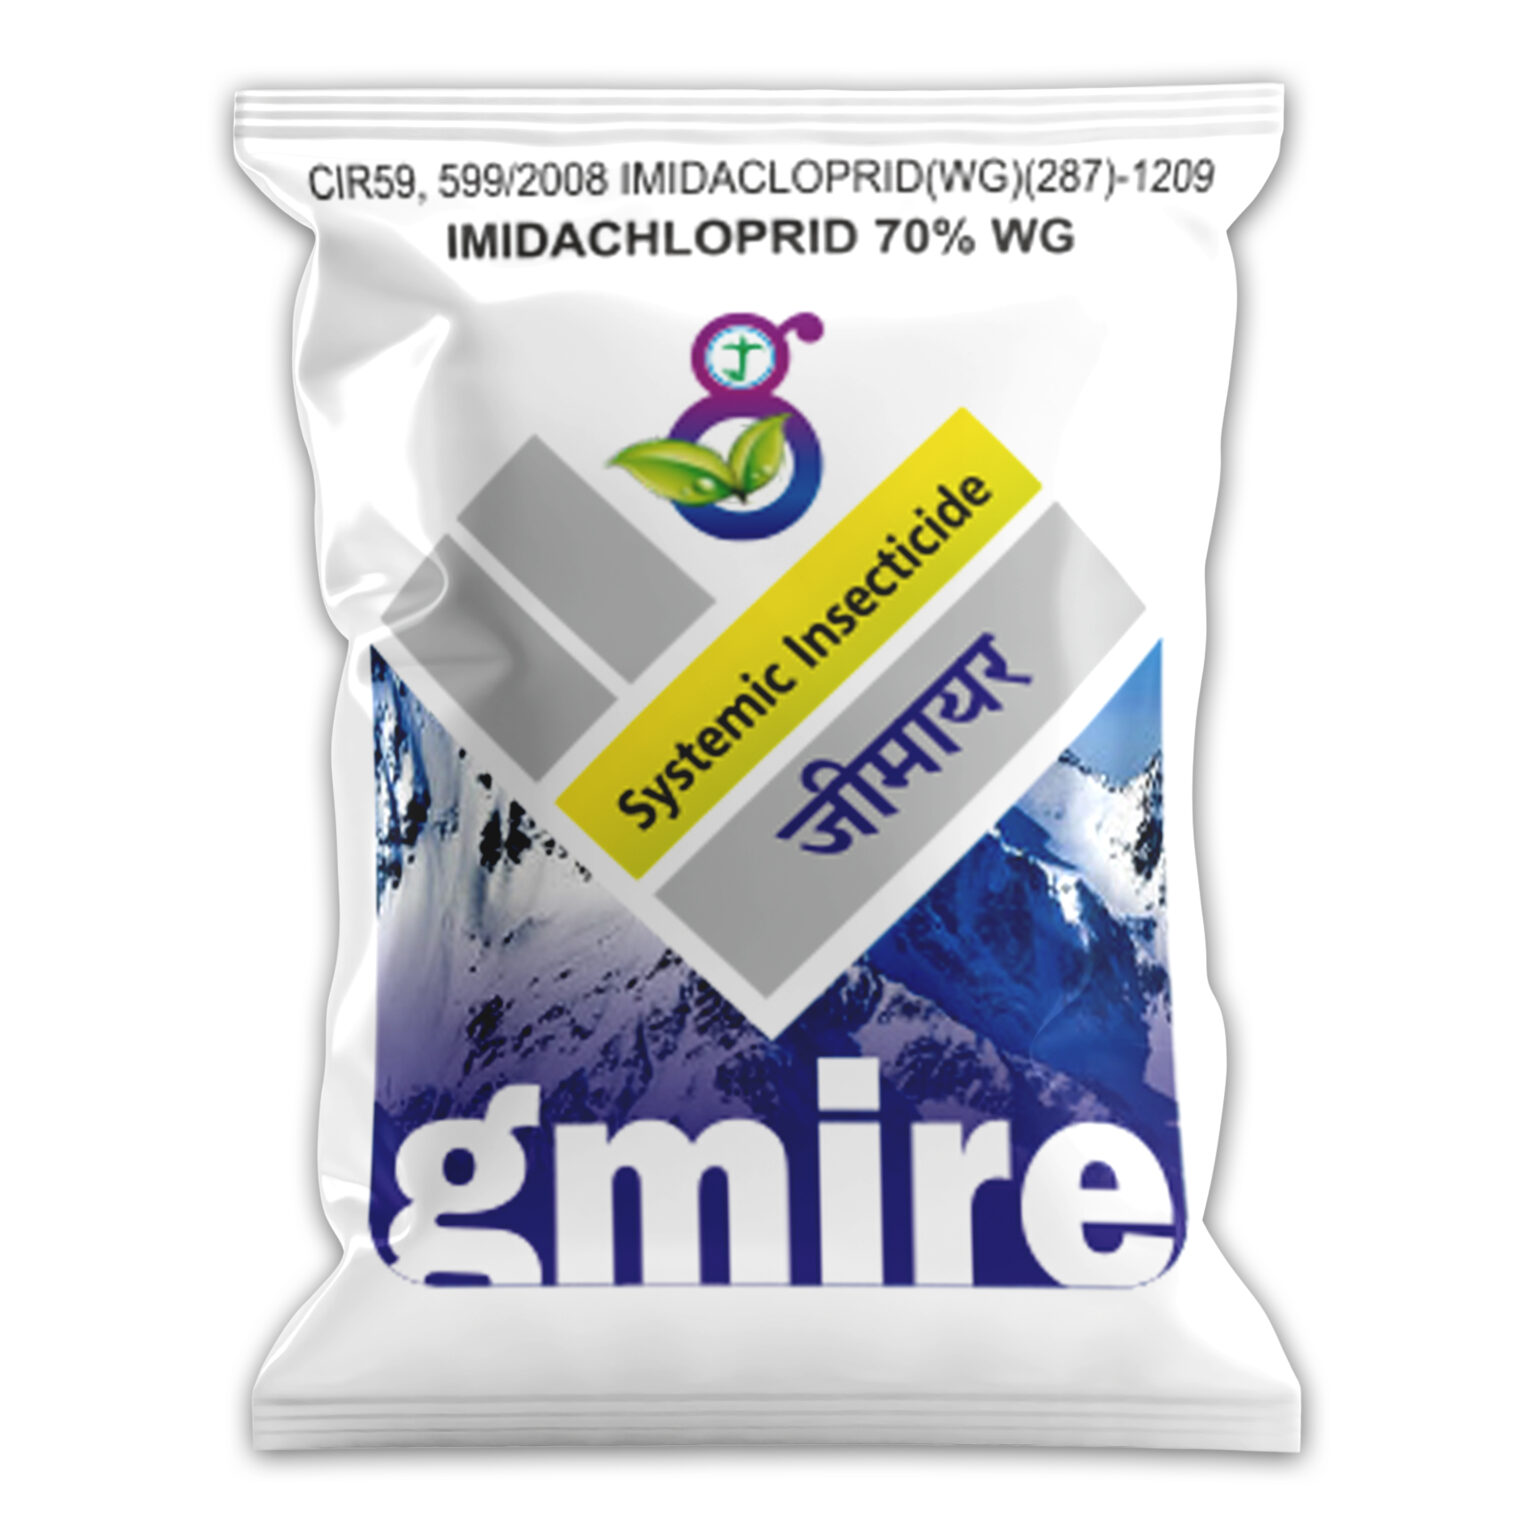 CIR59, 599/2008 IMIDACLOPRID(WG)(287)-1209
IMIDACHLOPRID 70% WG
Systemic Insecticide
जीमायर
gmire